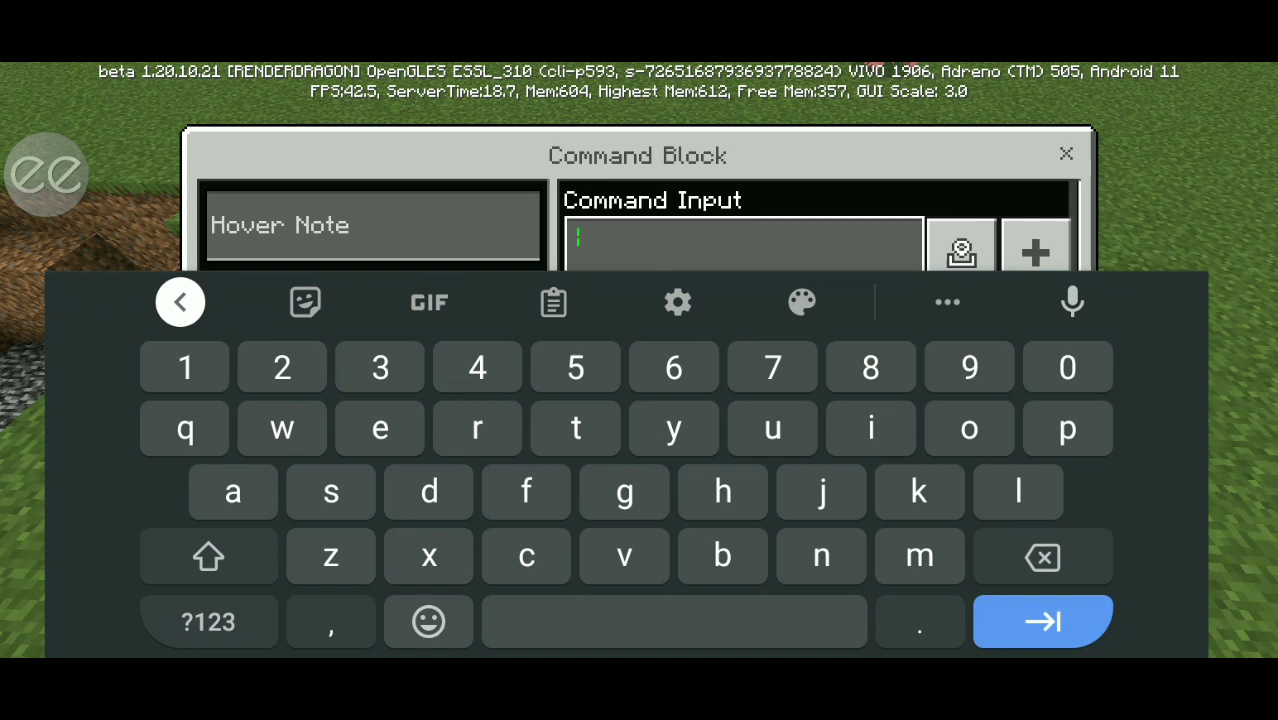 beta 1.20.10.21 [RENDERDRAGON] OpenGLES ESSL_310 (cli-p593, s-7265168793693778824) VIVO 1906, Adreno (TM) 505, Android 11
FPS:42.5, ServerTime:18.7, Mem:604, Highest Mem:612, Free Mem:357, GUI Scale: 3.0
ee
Command Block
Hover Note
Command Input
GIF
1 2 3 4 5 6 7 8 9 0
q w e r t y u i o p
a s d f g h j k l
z x c v b n m
?123 , .